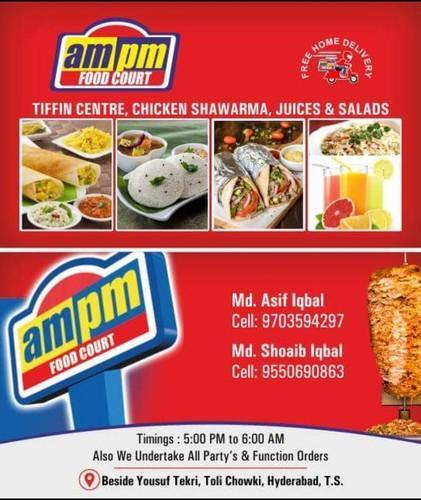 am pm
FOOD COURT
FREE HOME DELIVERY
TIFFIN CENTRE, CHICKEN SHAWARMA, JUICES & SALADS
am pm
FOOD COURT
Md. Asif Iqbal
Cell: 9703594297
Md. Shoaib Iqbal
Cell: 9550690863
Timings : 5:00 PM to 6:00 AM
Also We Undertake All Party's & Function Orders
Beside Yousuf Tekri, Toli Chowki, Hyderabad, T.S.